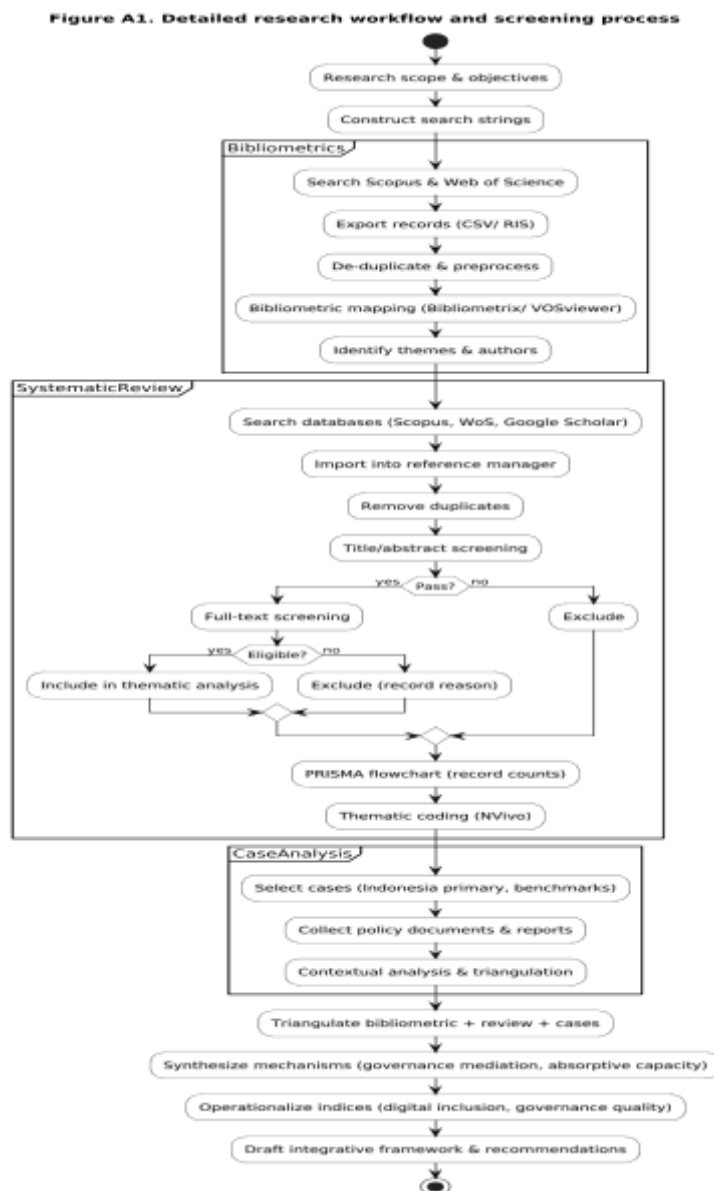 Figure A1. Detailed research workflow and screening process
Research scope & objectives
Construct search strings
Bibliometrics
Search Scopus & Web of Science
Export records (CSV/ RIS)
De-duplicate & preprocess
Bibliometric mapping (Bibliometrix/ VOSviewer)
Identify themes & authors
SystematicReview
Search databases (Scopus, WoS, Google Scholar)
Import into reference manager
Remove duplicates
Title/abstract screening
yes Pass? no
Full-text screening
Exclude
yes Eligible? no
Include in thematic analysis
Exclude (record reason)
PRISMA flowchart (record counts)
Thematic coding (NVivo)
CaseAnalysis
Select cases (Indonesia primary, benchmarks)
Collect policy documents & reports
Contextual analysis & triangulation
Triangulate bibliometric + review + cases
Synthesize mechanisms (governance mediation, absorptive capacity)
Operationalize indices (digital inclusion, governance quality)
Draft integrative framework & recommendations